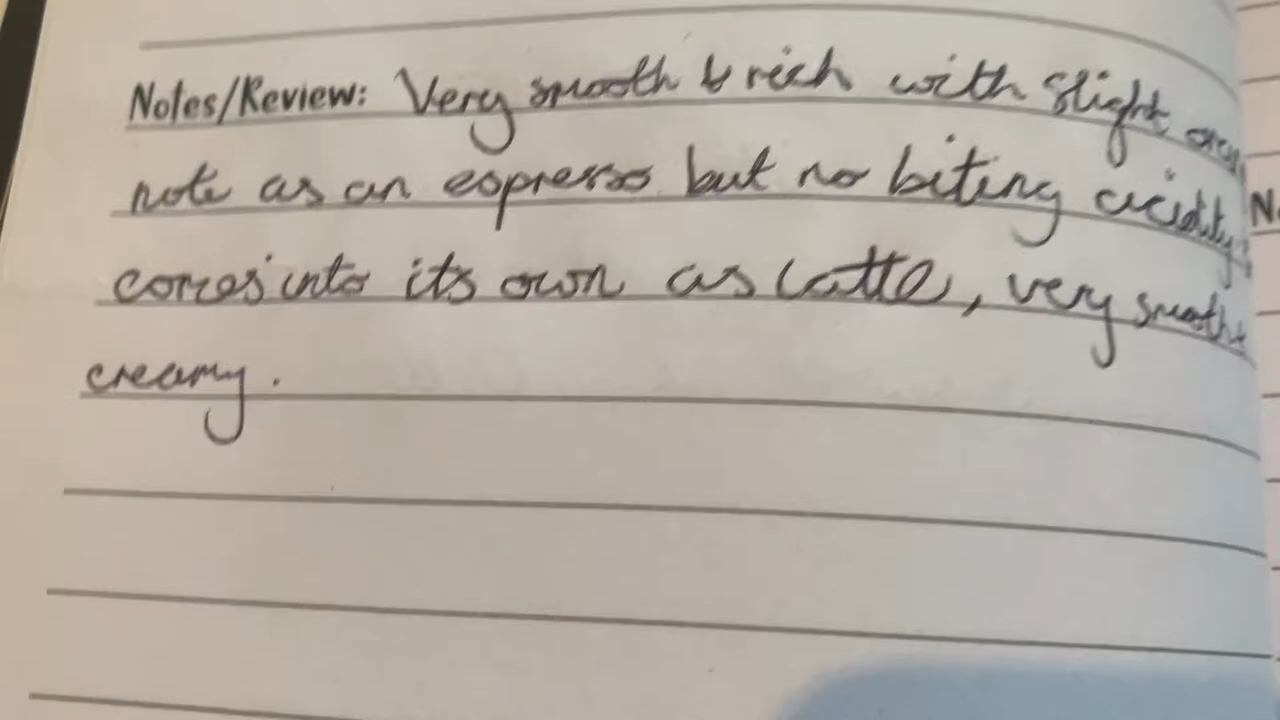 Notes/Review: Very smooth & rich with slight
note as an espresso but no biting acidity.
comes into its own as latte, very smooth +
creamy.